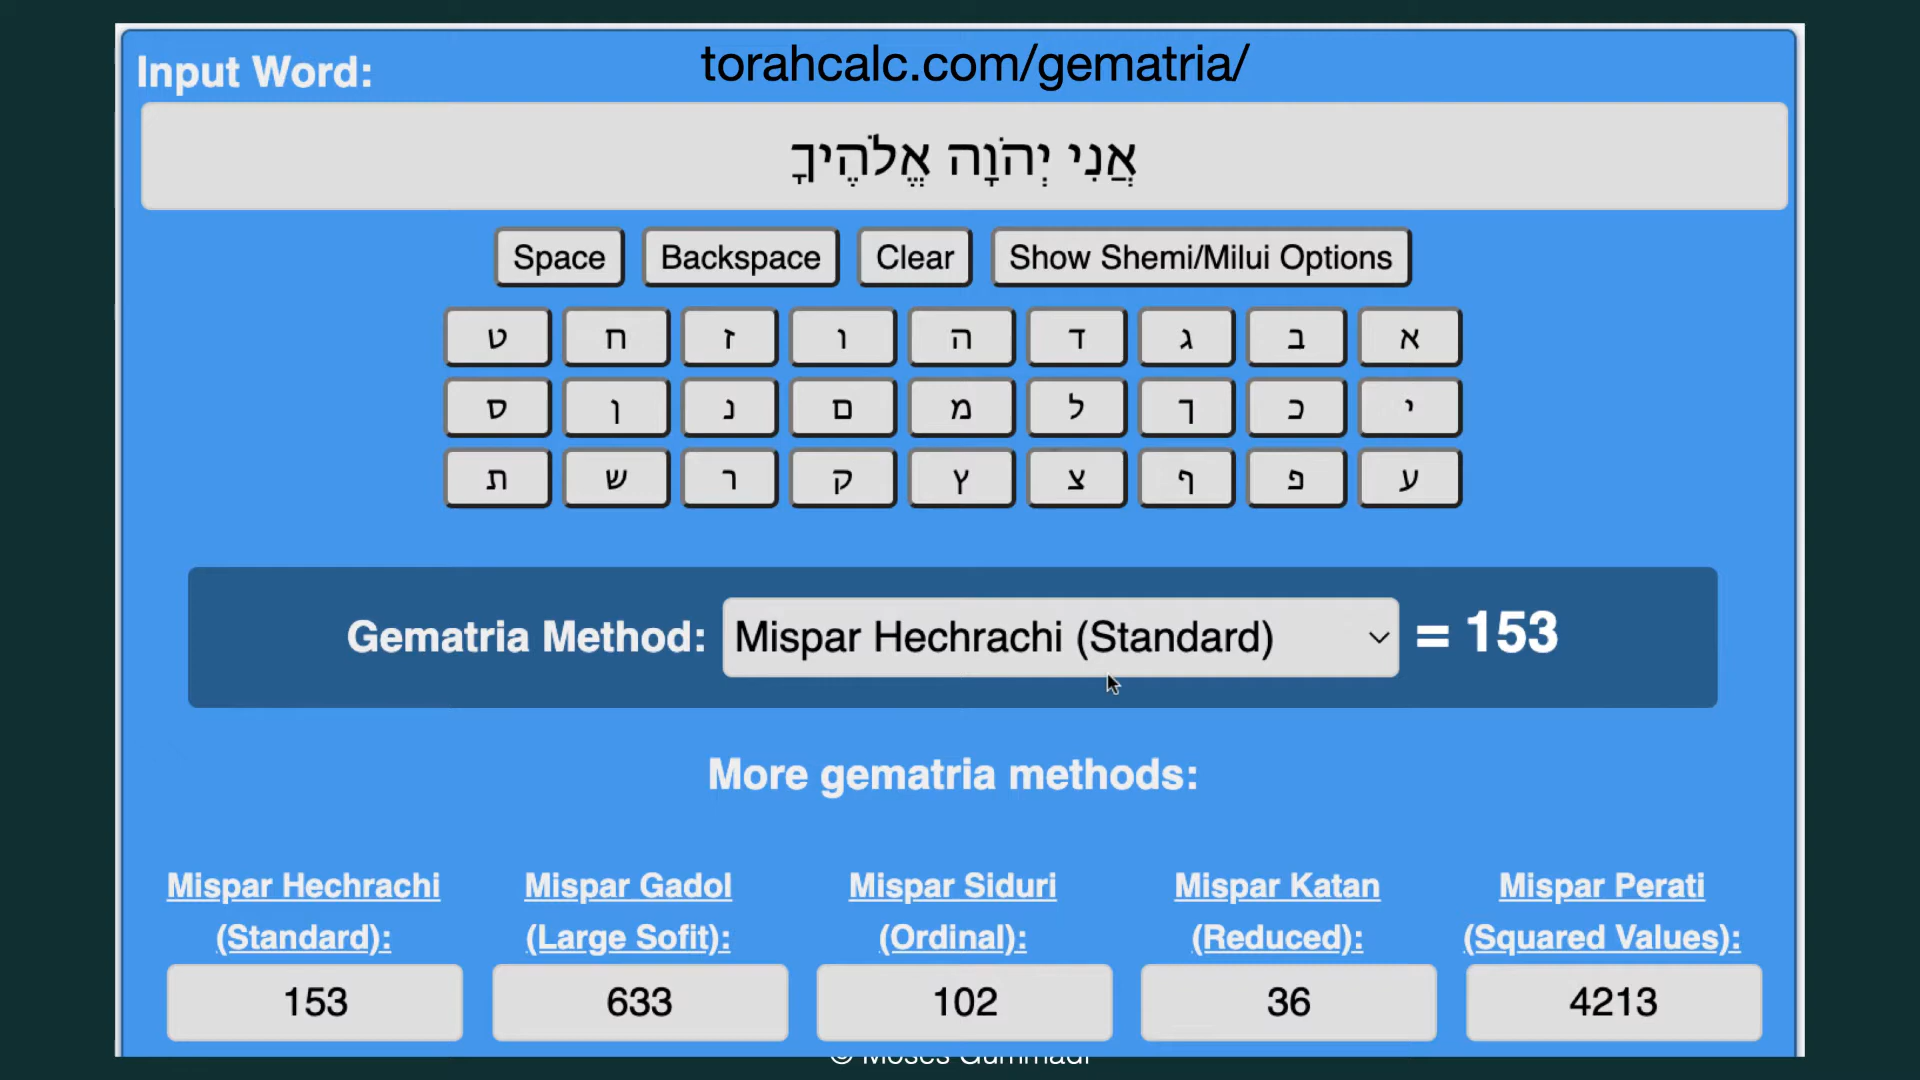 torahcalc.com/gematria/
Input Word:
אֲנִי יְהֹוָה אֱלֹהֶיךָ
Space Backspace Clear Show Shemi/Milui Options
א ב ג ד ה ו ז ח ט
י כ ך ל מ ם נ ן ס
ע פ ף צ ץ ק ר ש ת
Gematria Method: Mispar Hechrachi (Standard) = 153
More gematria methods:
Mispar Hechrachi (Standard): Mispar Gadol (Large Sofit): Mispar Siduri (Ordinal): Mispar Katan (Reduced): Mispar Perati (Squared Values):
153 633 102 36 4213
© Moses Gummadi